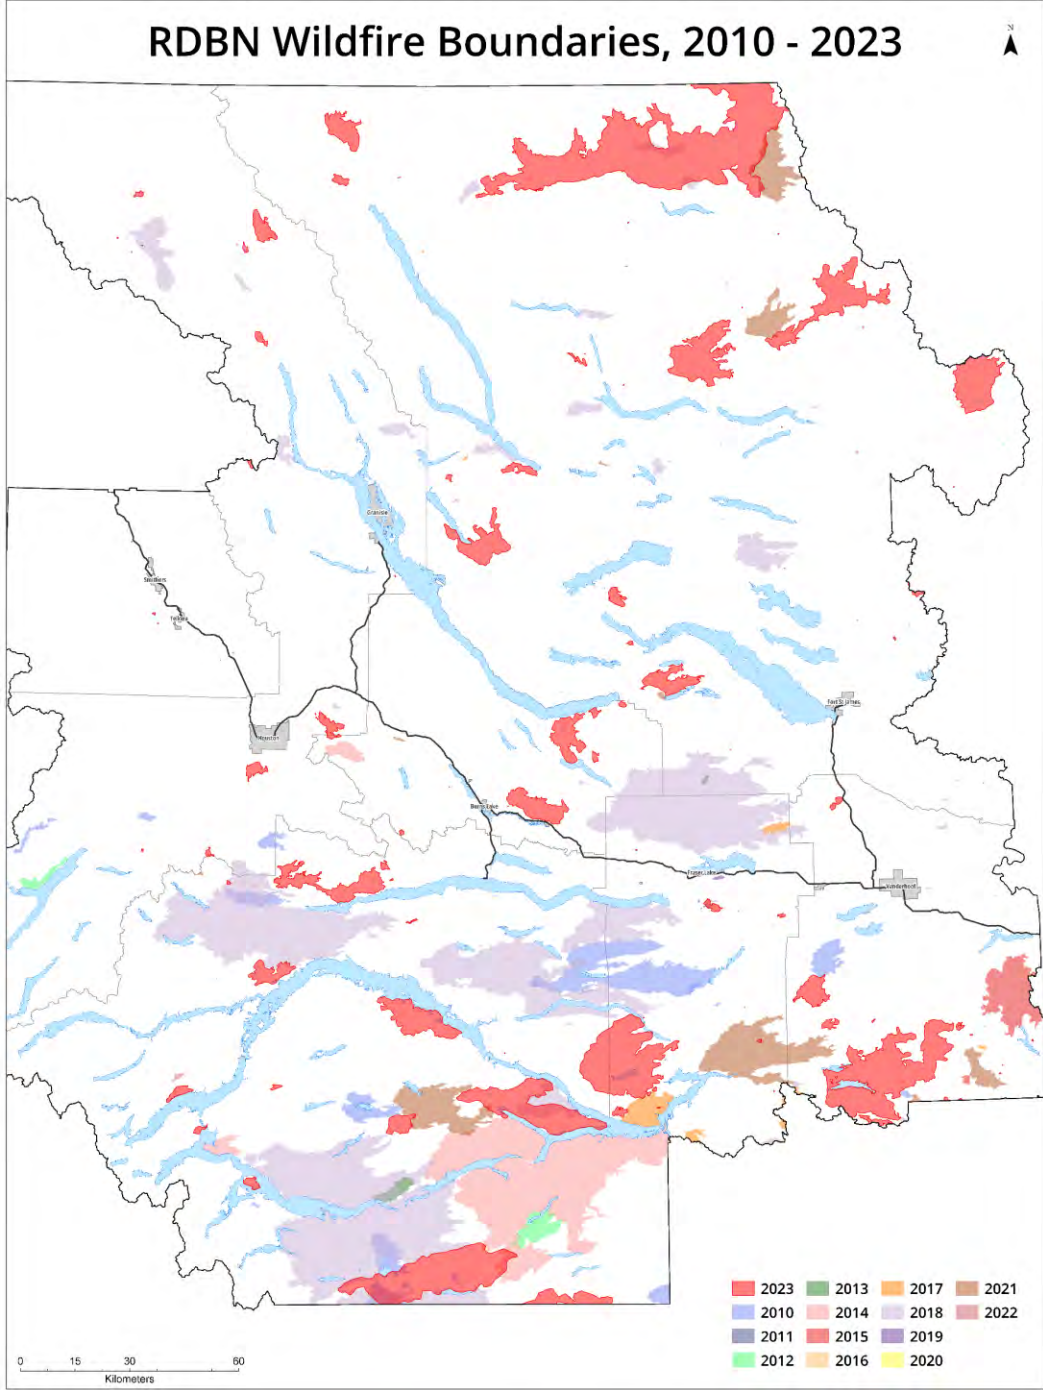 RDBN Wildfire Boundaries, 2010 - 2023
N
Granisle
Smithers
Telkwa
Fort St. James
Houston
Burns Lake
Fraser Lake
Vanderhoof
2023
2013
2017
2021
2010
2014
2018
2022
2011
2015
2019
2012
2016
2020
0 15 30 60
Kilometers